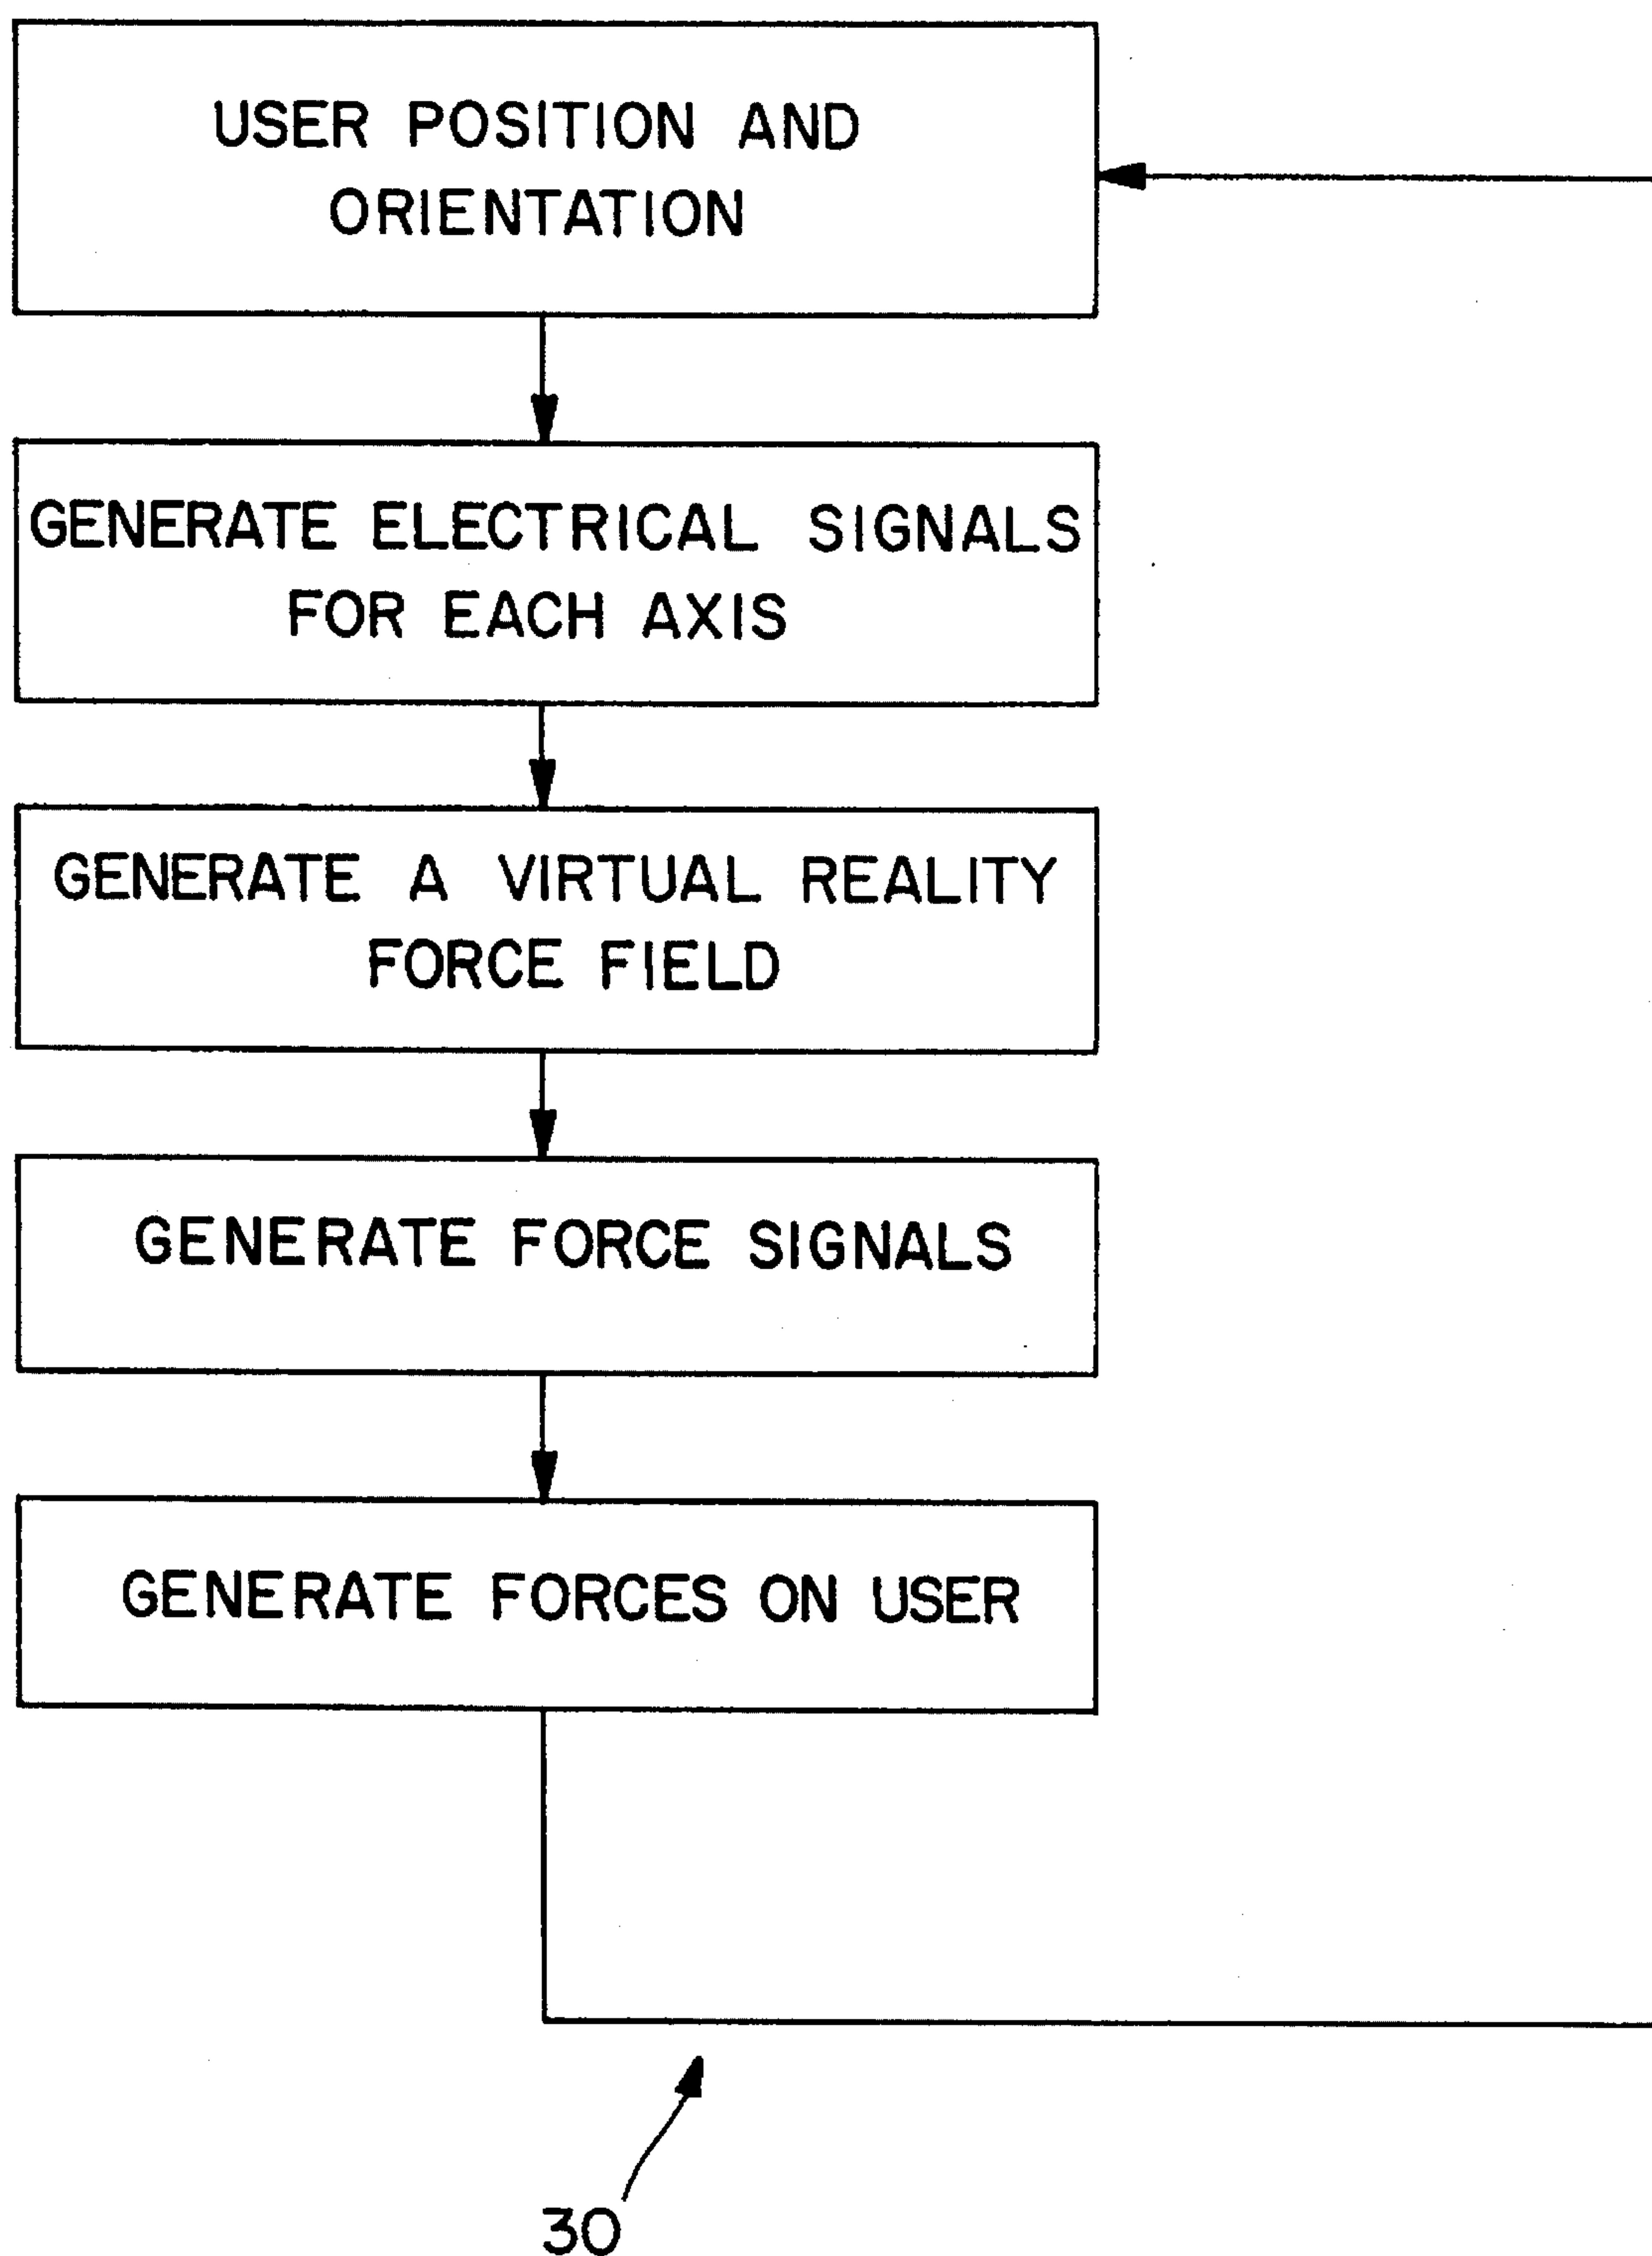 USER POSITION AND
ORIENTATION
GENERATE ELECTRICAL SIGNALS
FOR EACH AXIS
GENERATE A VIRTUAL REALITY
FORCE FIELD
GENERATE FORCE SIGNALS
GENERATE FORCES ON USER
30